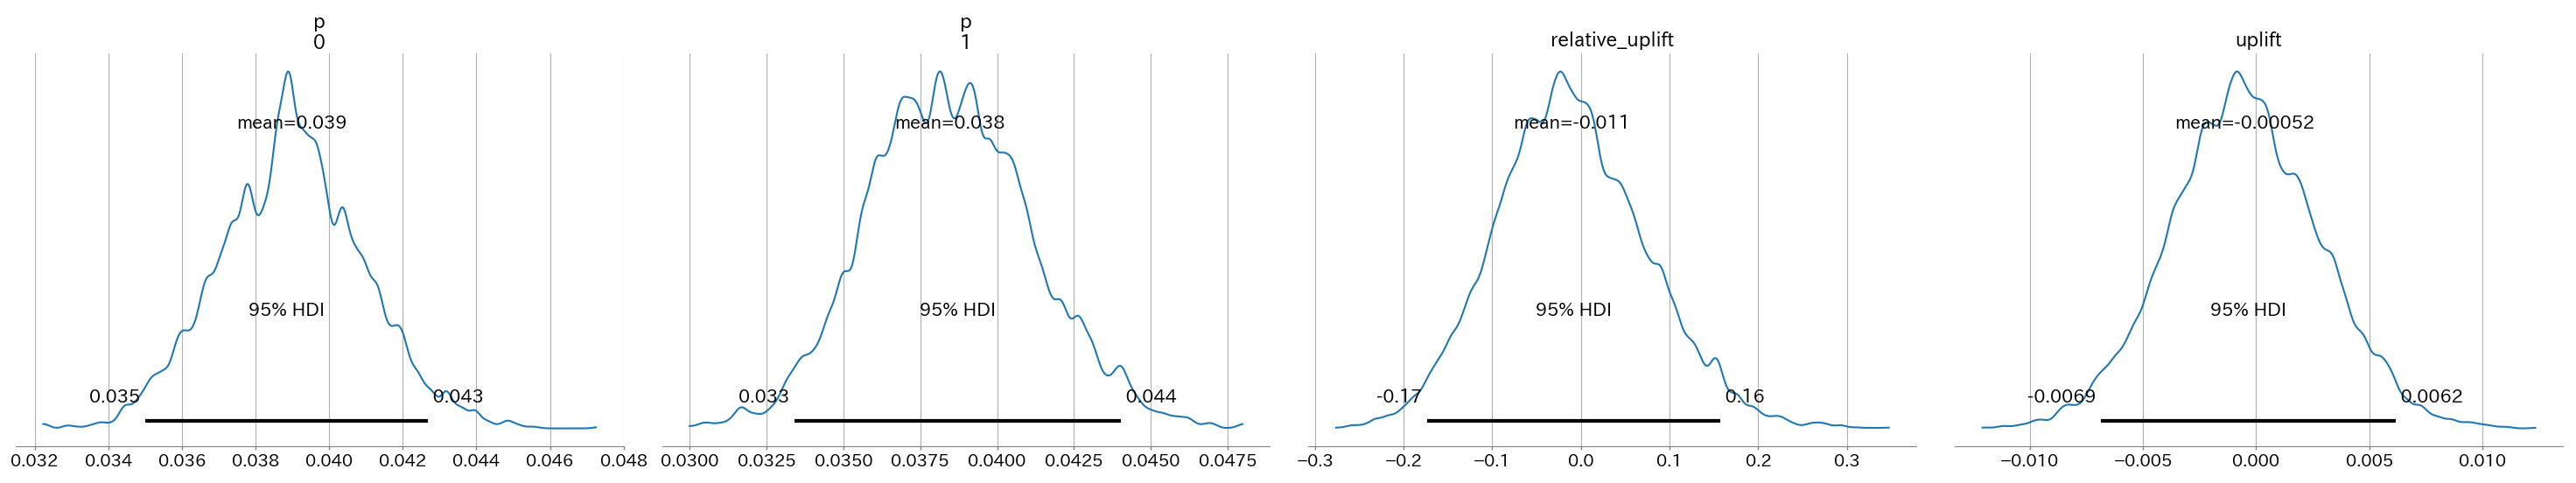 p
0
mean=0.039
95% HDI
0.035 0.043
0.032 0.034 0.036 0.038 0.040 0.042 0.044 0.046 0.048
p
1
mean=0.038
95% HDI
0.033 0.044
0.0300 0.0325 0.0350 0.0375 0.0400 0.0425 0.0450 0.0475
relative_uplift
mean=-0.011
95% HDI
-0.17 0.16
−0.3 −0.2 −0.1 0.0 0.1 0.2 0.3
uplift
mean=-0.00052
95% HDI
-0.0069 0.0062
−0.010 −0.005 0.000 0.005 0.010